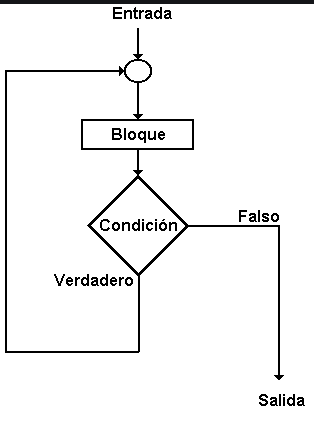 Entrada
Bloque
Condición
Falso
Verdadero
Salida